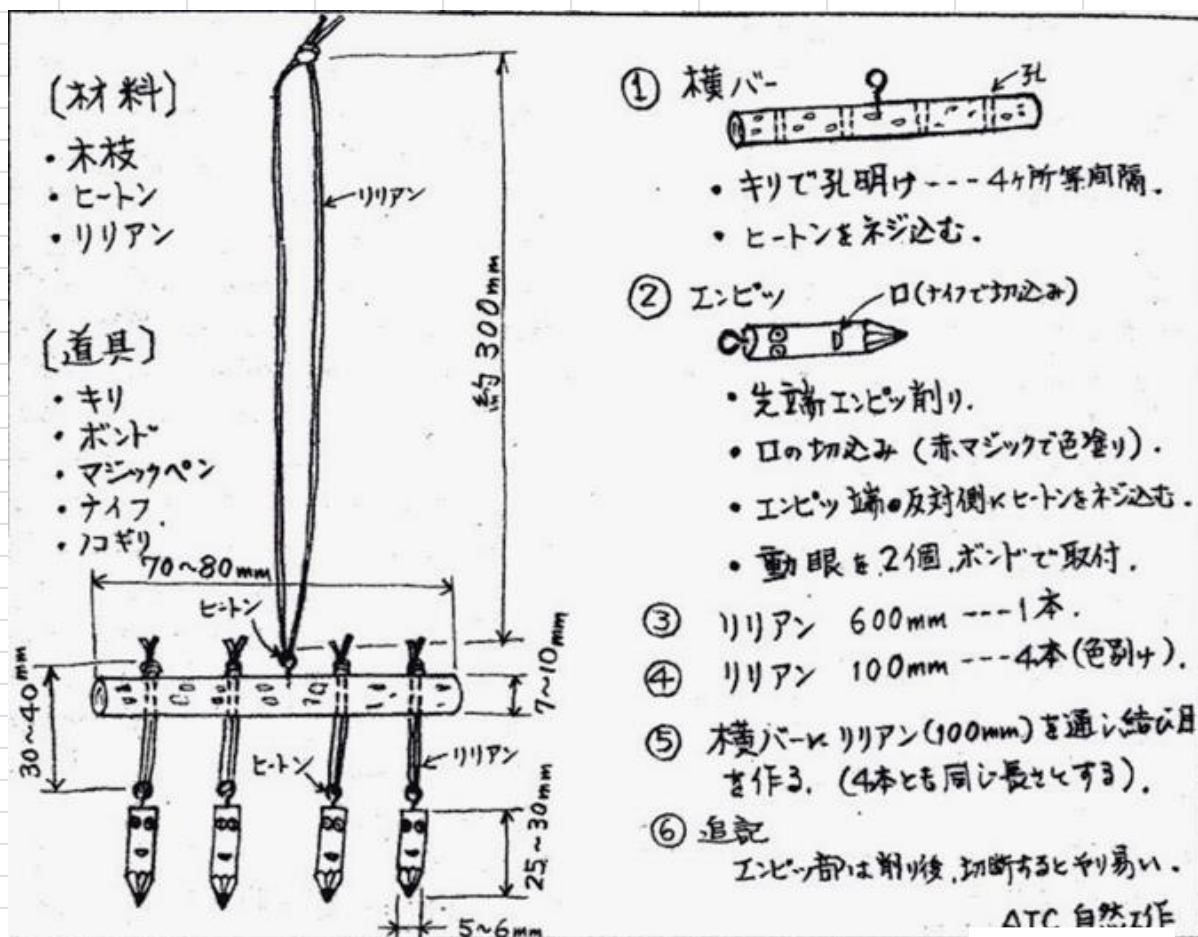 〔材料〕
・木枝
・ヒートン
・リリアン
〔道具〕
・キリ
・ボンド
・マジックペン
・ナイフ
・ノコギリ
リリアン
約300mm
70~80mm
ヒートン
7~10mm
30~40mm
ヒートン
リリアン
25~30mm
5~6mm
① 横バー
孔
・キリで孔明け---4ヶ所等間隔.
・ヒートンをネジ込む.
② エンピツ
口(ナイフで切込み)
・先端エンピツ削り.
・口の切込み (赤マジックで色塗り).
・エンピツ端の反対側にヒートンをネジ込む.
・動眼を2個.ボンドで取付.
③ リリアン 600mm ---1本.
④ リリアン 100mm ---4本(色別け).
⑤ 横バーに リリアン(100mm)を通し結び目
を作る. (4本とも同じ長さとする).
⑥ 追記
エンピツ部は削り後,切断するとやり易い.
ATC 自然工作